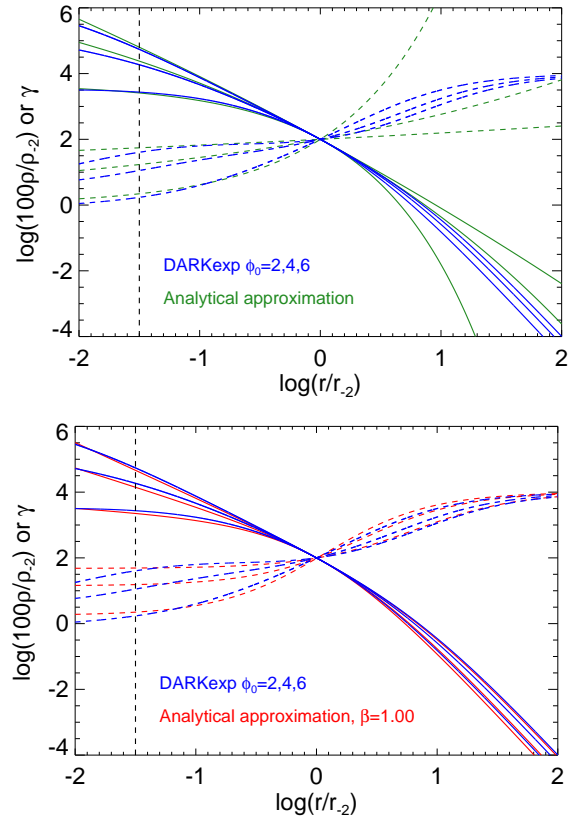 6
4
2
0
-2
-4
log(100ρ/ρ-2) or γ
DARKexp ϕ0=2,4,6
Analytical approximation
-2 -1 0 1 2
log(r/r-2)
6
4
2
0
-2
-4
log(100ρ/ρ-2) or γ
DARKexp ϕ0=2,4,6
Analytical approximation, β=1.00
-2 -1 0 1 2
log(r/r-2)